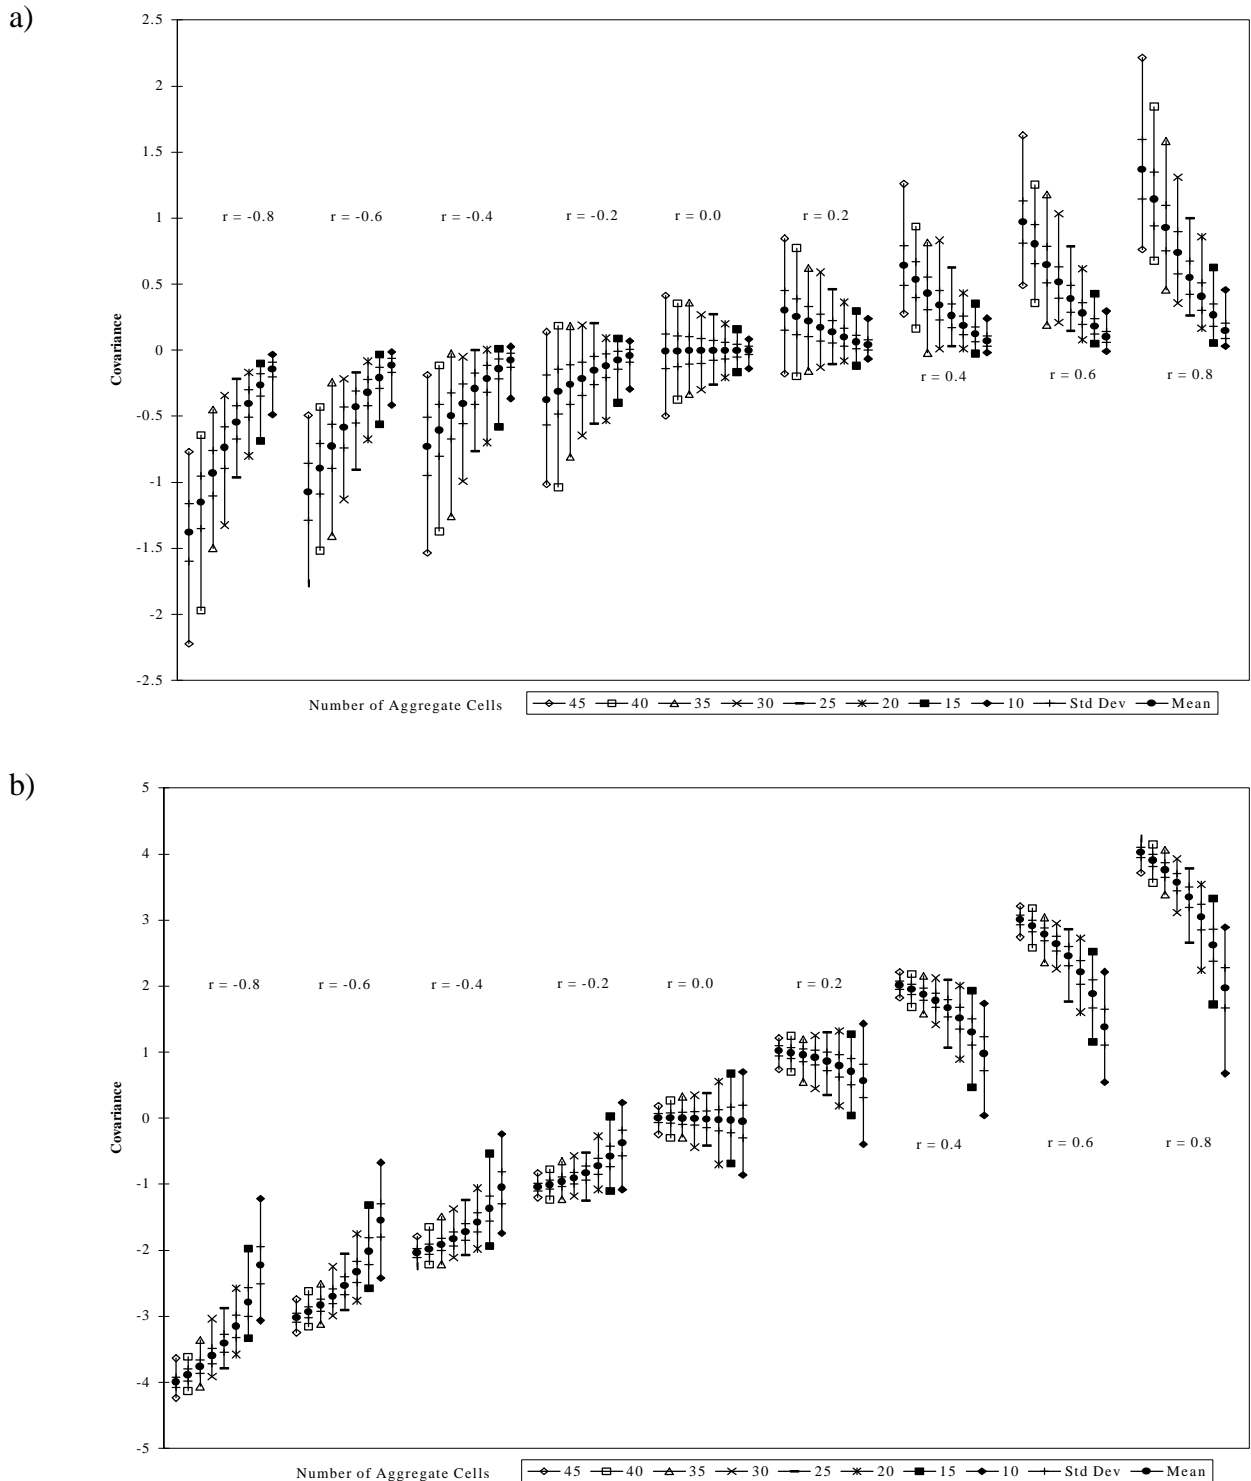 a)
2.5
2
1.5
1
r = -0.8 r = -0.6 r = -0.4 r = -0.2 r = 0.0 r = 0.2
0.5
0
r = 0.4 r = 0.6 r = 0.8
-0.5
-1
-1.5
-2
-2.5
Covariance
Number of Aggregate Cells 45 40 35 30 25 20 15 10 Std Dev Mean
b)
5
4
3
2
r = -0.8 r = -0.6 r = -0.4 r = -0.2 r = 0.0 r = 0.2
1
0
r = 0.4 r = 0.6 r = 0.8
-1
-2
-3
-4
-5
Covariance
Number of Aggregate Cells 45 40 35 30 25 20 15 10 Std Dev Mean